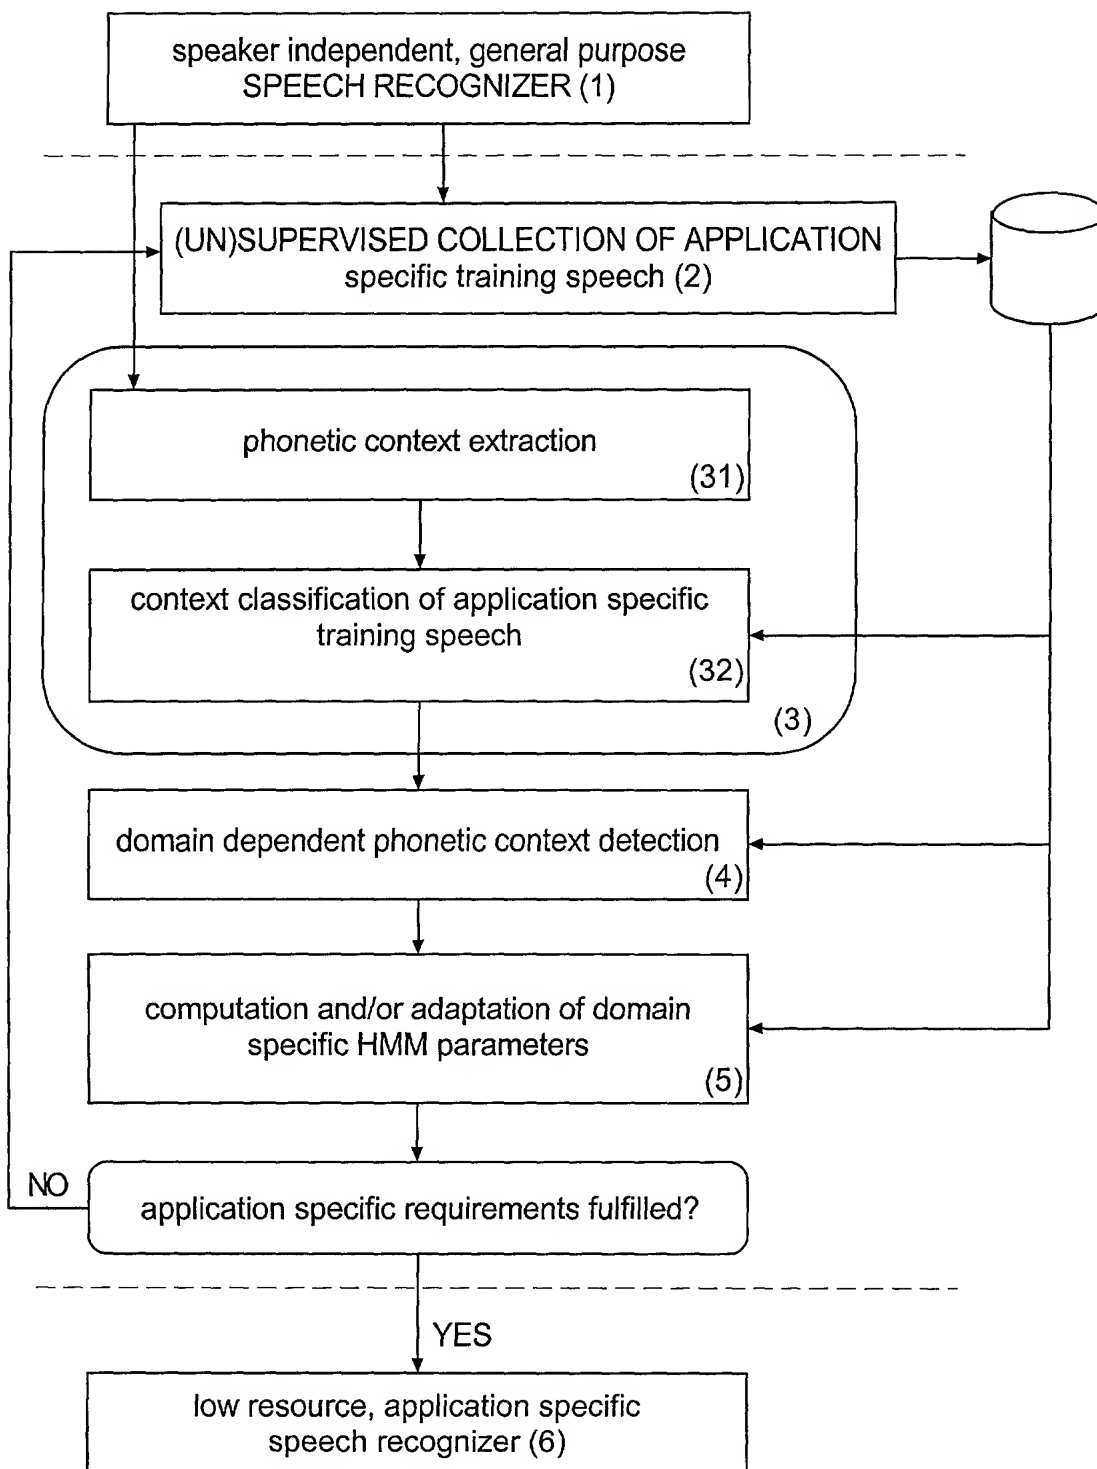 speaker independent, general purpose
SPEECH RECOGNIZER (1)
(UN)SUPERVISED COLLECTION OF APPLICATION
specific training speech (2)
phonetic context extraction
(31)
context classification of application specific
training speech
(32)
(3)
domain dependent phonetic context detection
(4)
computation and/or adaptation of domain
specific HMM parameters
(5)
NO
application specific requirements fulfilled?
YES
low resource, application specific
speech recognizer (6)